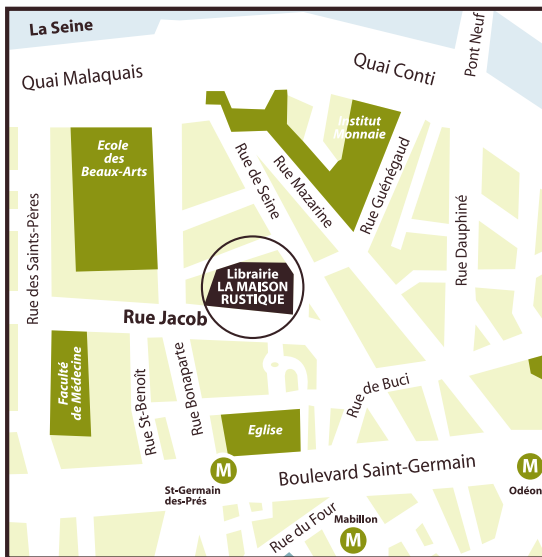 La Seine
Quai Malaquais
Quai Conti
Pont Neuf
Ecole
des
Beaux-Arts
Institut
Monnaie
Rue de Seine
Rue Mazarine
Rue Guénégaud
Rue Dauphiné
Rue des Saints-Pères
Librairie
LA MAISON
RUSTIQUE
Rue Jacob
Faculté
de Médecine
Rue St-Benoît
Rue Bonaparte
Rue de Buci
Eglise
M
St-Germain
des-Prés
Boulevard Saint-Germain
M
Odéon
Rue du Four
Mabillon
M